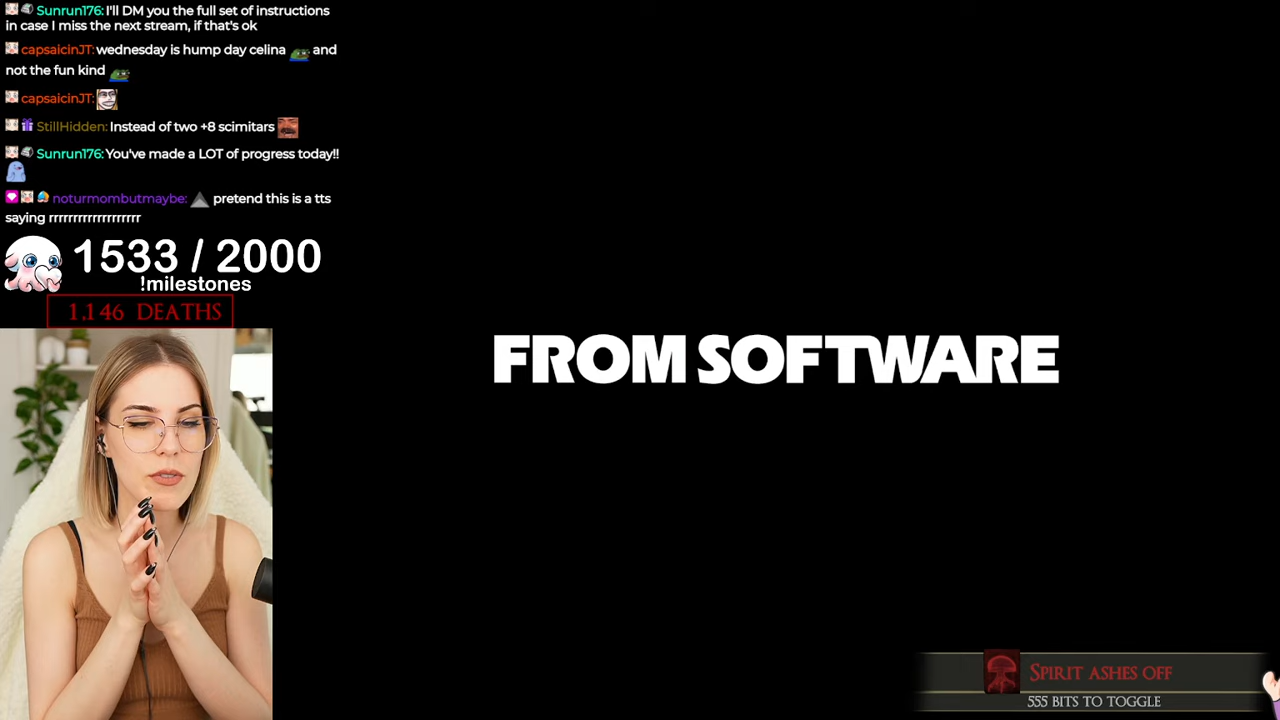 Sunrun176: I'll DM you the full set of instructions
in case I miss the next stream, if that's ok
capsaicinJT: wednesday is hump day celina and
not the fun kind
capsaicinJT:
StillHidden: Instead of two +8 scimitars
Sunrun176: You've made a LOT of progress today!!
noturmombutmaybe: pretend this is a tts
saying rrrrrrrrrrrrrrrrrrr
1533 / 2000
!milestones
1,146 DEATHS
FROMSOFTWARE
SPIRIT ASHES OFF
555 BITS TO TOGGLE